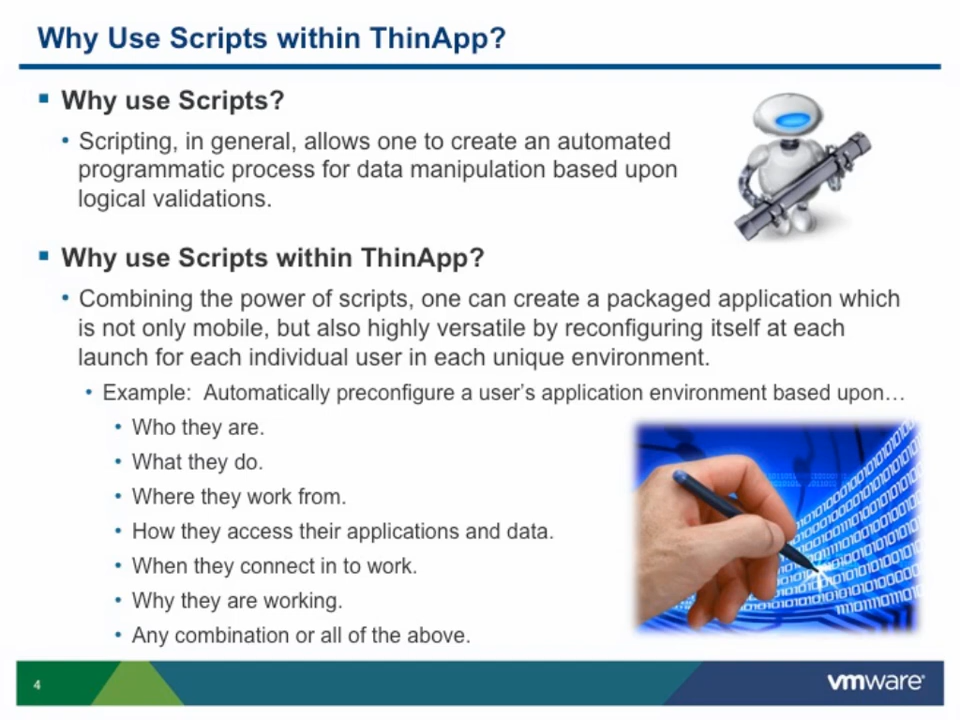 Why Use Scripts within ThinApp?
Why use Scripts?
Scripting, in general, allows one to create an automated
programmatic process for data manipulation based upon
logical validations.
Why use Scripts within ThinApp?
Combining the power of scripts, one can create a packaged application which
is not only mobile, but also highly versatile by reconfiguring itself at each
launch for each individual user in each unique environment.
Example:  Automatically preconfigure a user's application environment based upon…
Who they are.
What they do.
Where they work from.
How they access their applications and data.
When they connect in to work.
Why they are working.
Any combination or all of the above.
4
vmware®